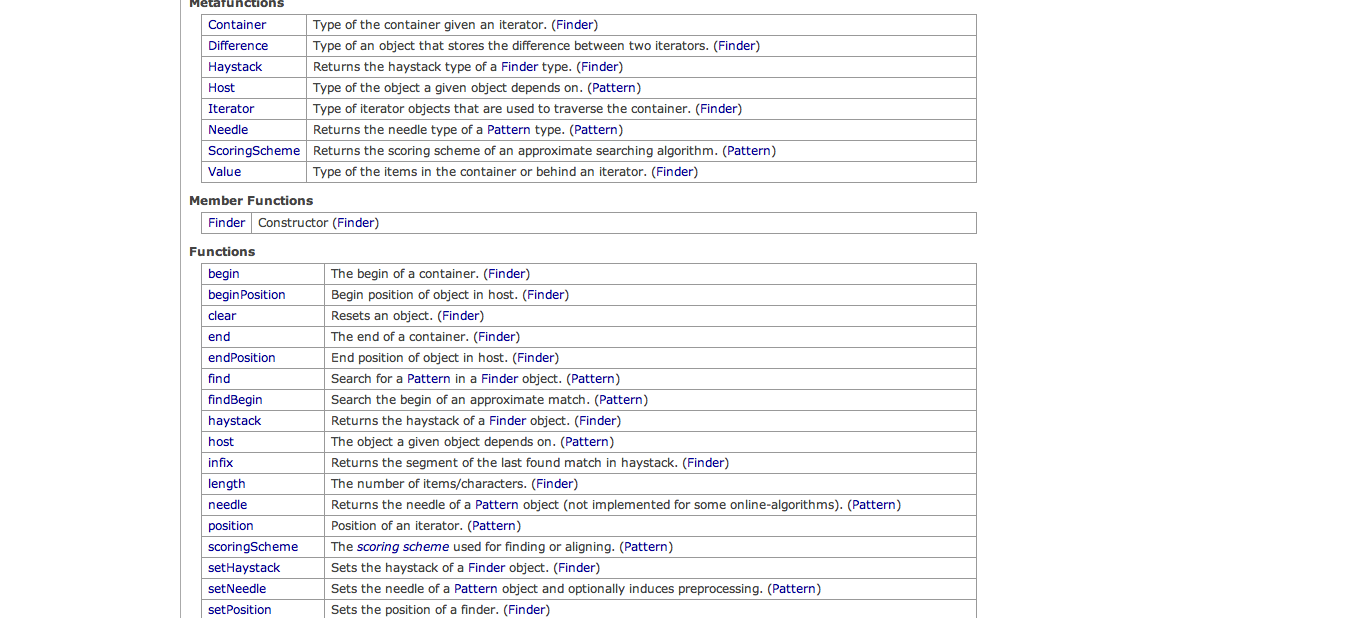 Metafunctions
Container Type of the container given an iterator. (Finder)
Difference Type of an object that stores the difference between two iterators. (Finder)
Haystack Returns the haystack type of a Finder type. (Finder)
Host Type of the object a given object depends on. (Pattern)
Iterator Type of iterator objects that are used to traverse the container. (Finder)
Needle Returns the needle type of a Pattern type. (Pattern)
ScoringScheme Returns the scoring scheme of an approximate searching algorithm. (Pattern)
Value Type of the items in the container or behind an iterator. (Finder)
Member Functions
Finder Constructor (Finder)
Functions
begin The begin of a container. (Finder)
beginPosition Begin position of object in host. (Finder)
clear Resets an object. (Finder)
end The end of a container. (Finder)
endPosition End position of object in host. (Finder)
find Search for a Pattern in a Finder object. (Pattern)
findBegin Search the begin of an approximate match. (Pattern)
haystack Returns the haystack of a Finder object. (Finder)
host The object a given object depends on. (Pattern)
infix Returns the segment of the last found match in haystack. (Finder)
length The number of items/characters. (Finder)
needle Returns the needle of a Pattern object (not implemented for some online-algorithms). (Pattern)
position Position of an iterator. (Pattern)
scoringScheme The scoring scheme used for finding or aligning. (Pattern)
setHaystack Sets the haystack of a Finder object. (Finder)
setNeedle Sets the needle of a Pattern object and optionally induces preprocessing. (Pattern)
setPosition Sets the position of a finder. (Finder)